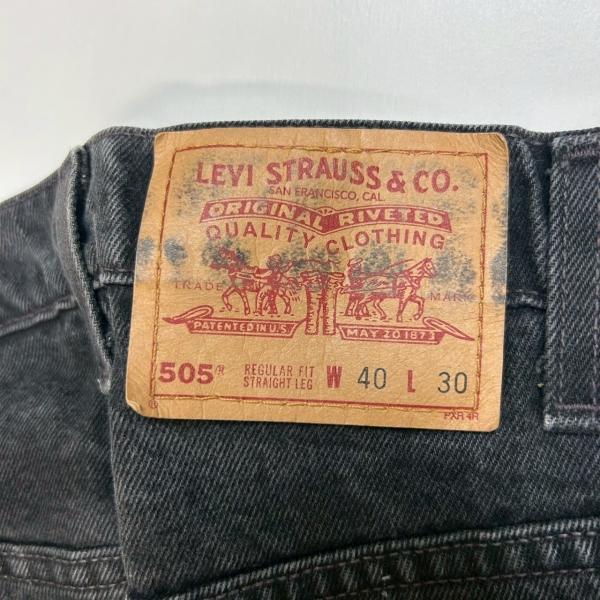 LEVI STRAUSS & CO.
SAN FRANCISCO, CAL.
ORIGINAL RIVETED
QUALITY CLOTHING
TRADE MARK
PATENTED IN U.S. MAY 20 1873
505® REGULAR FIT STRAIGHT LEG W 40 L 30
®